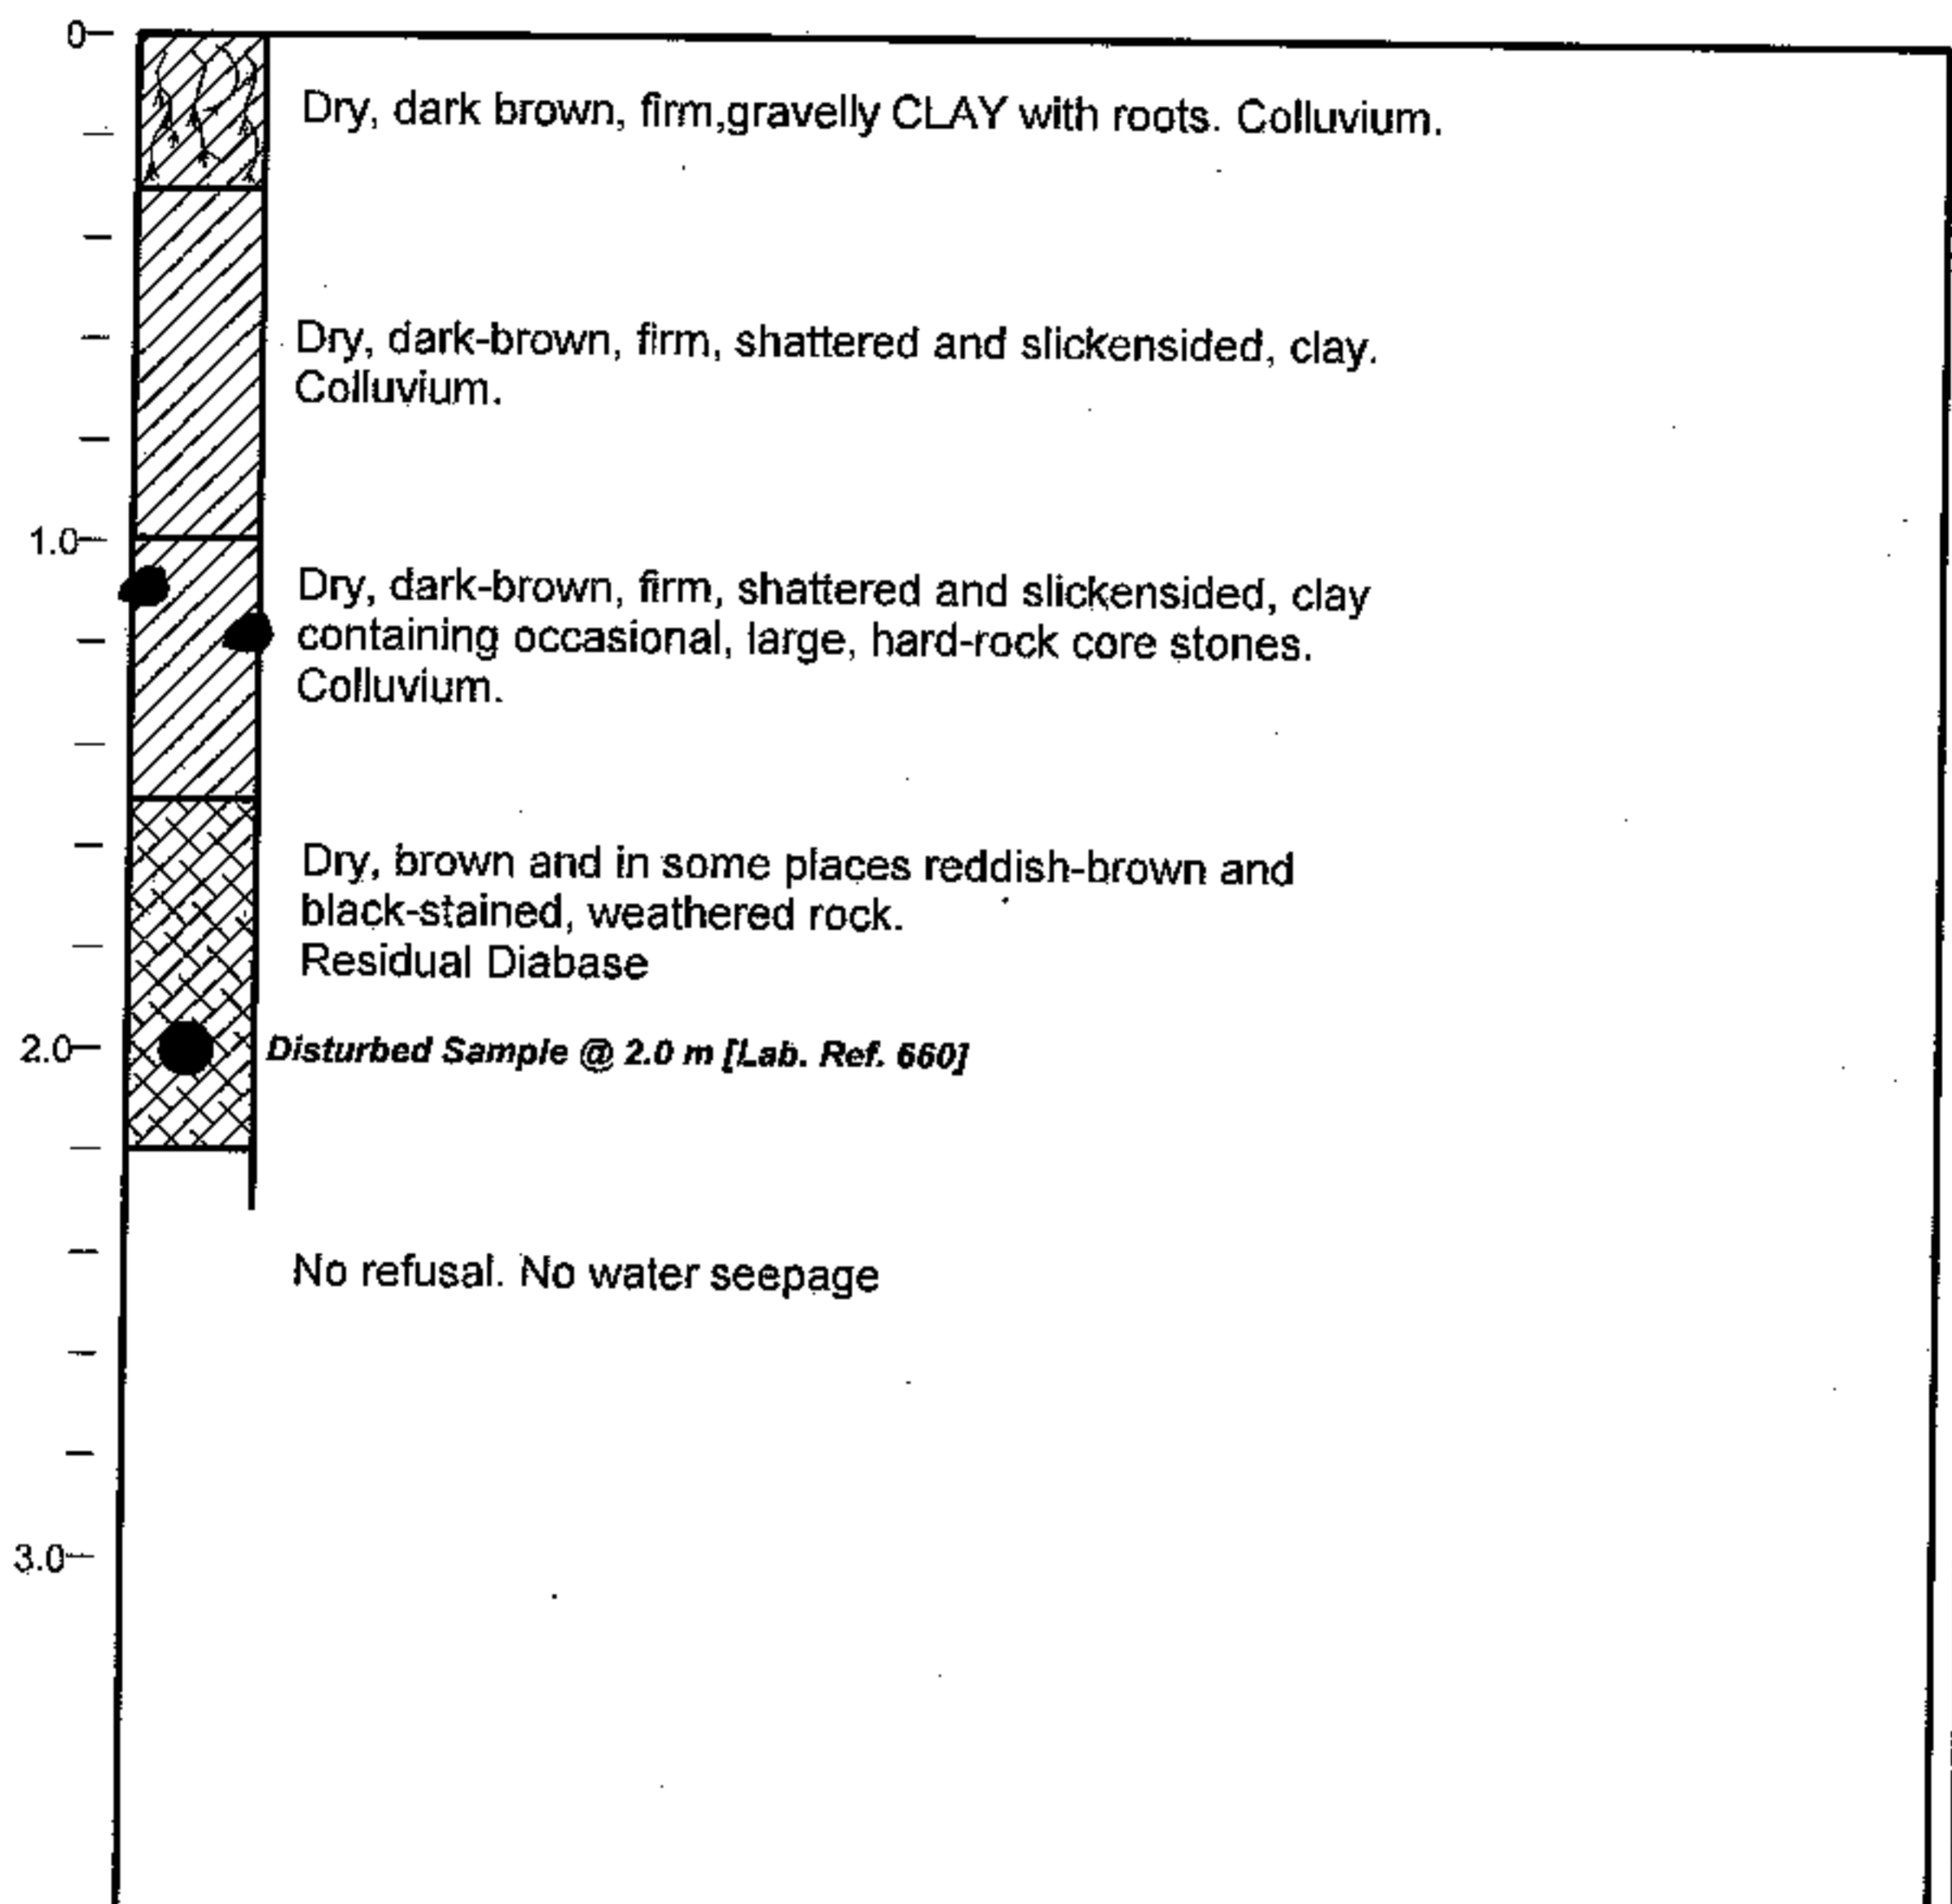 0
Dry, dark brown, firm,gravelly CLAY with roots. Colluvium.
Dry, dark-brown, firm, shattered and slickensided, clay.
Colluvium.
1.0
Dry, dark-brown, firm, shattered and slickensided, clay
containing occasional, large, hard-rock core stones.
Colluvium.
Dry, brown and in some places reddish-brown and
black-stained, weathered rock.
Residual Diabase
2.0
Disturbed Sample @ 2.0 m [Lab. Ref. 660]
No refusal. No water seepage
3.0